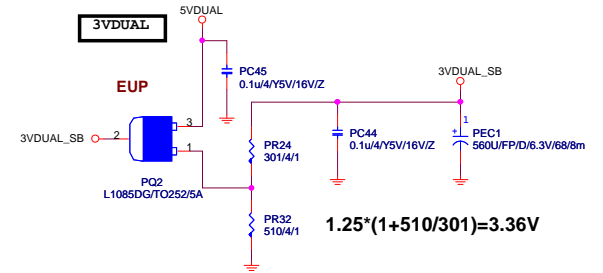 5VDUAL
3VDUAL
EUP
PC45
0.1u/4/Y5V/16V/Z
3VDUAL_SB
3
3VDUAL_SB
2
1
PQ2
L1085DG/TO252/5A
PR24
301/4/1
PC44
0.1u/4/Y5V/16V/Z
1
+
PEC1
560U/FP/D/6.3V/68/8m
PR32
510/4/1
1.25*(1+510/301)=3.36V